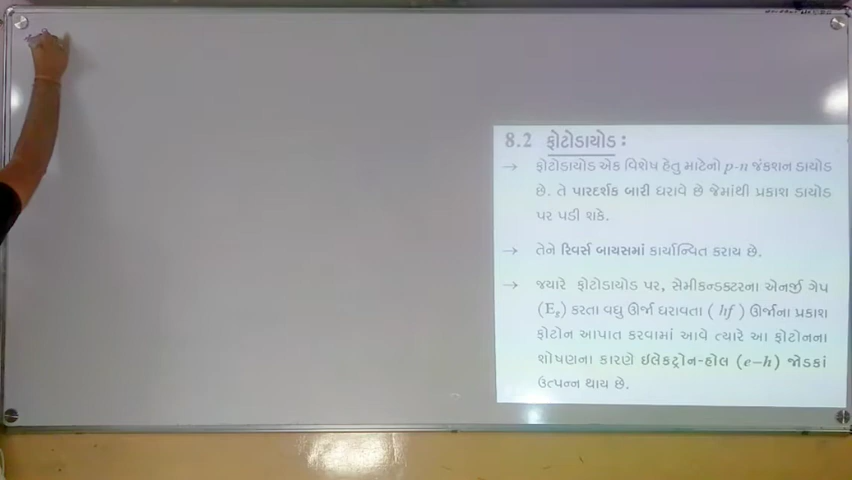 8.2 ફોટોડાયોડ :
→ ફોટોડાયોડ એક વિશેષ હેતુ માટેનો p-n જંકશન ડાયોડ
છે. તે પારદર્શક બારી ધરાવે છે જેમાંથી પ્રકાશ ડાયોડ
પર પડી શકે.
→ તેને રિવર્સ બાયસમાં કાર્યાન્વિત કરાય છે.
→ જ્યારે ફોટોડાયોડ પર, સેમીકન્ડક્ટરના એનર્જી ગેપ
(Eg) કરતા વધુ ઊર્જા ધરાવતા ( hf ) ઊર્જાના પ્રકાશ
ફોટોન આપાત કરવામાં આવે ત્યારે આ ફોટોનના
શોષણના કારણે ઇલેક્ટ્રોન-હોલ (e–h) જોડકાં
ઉત્પન્ન થાય છે.